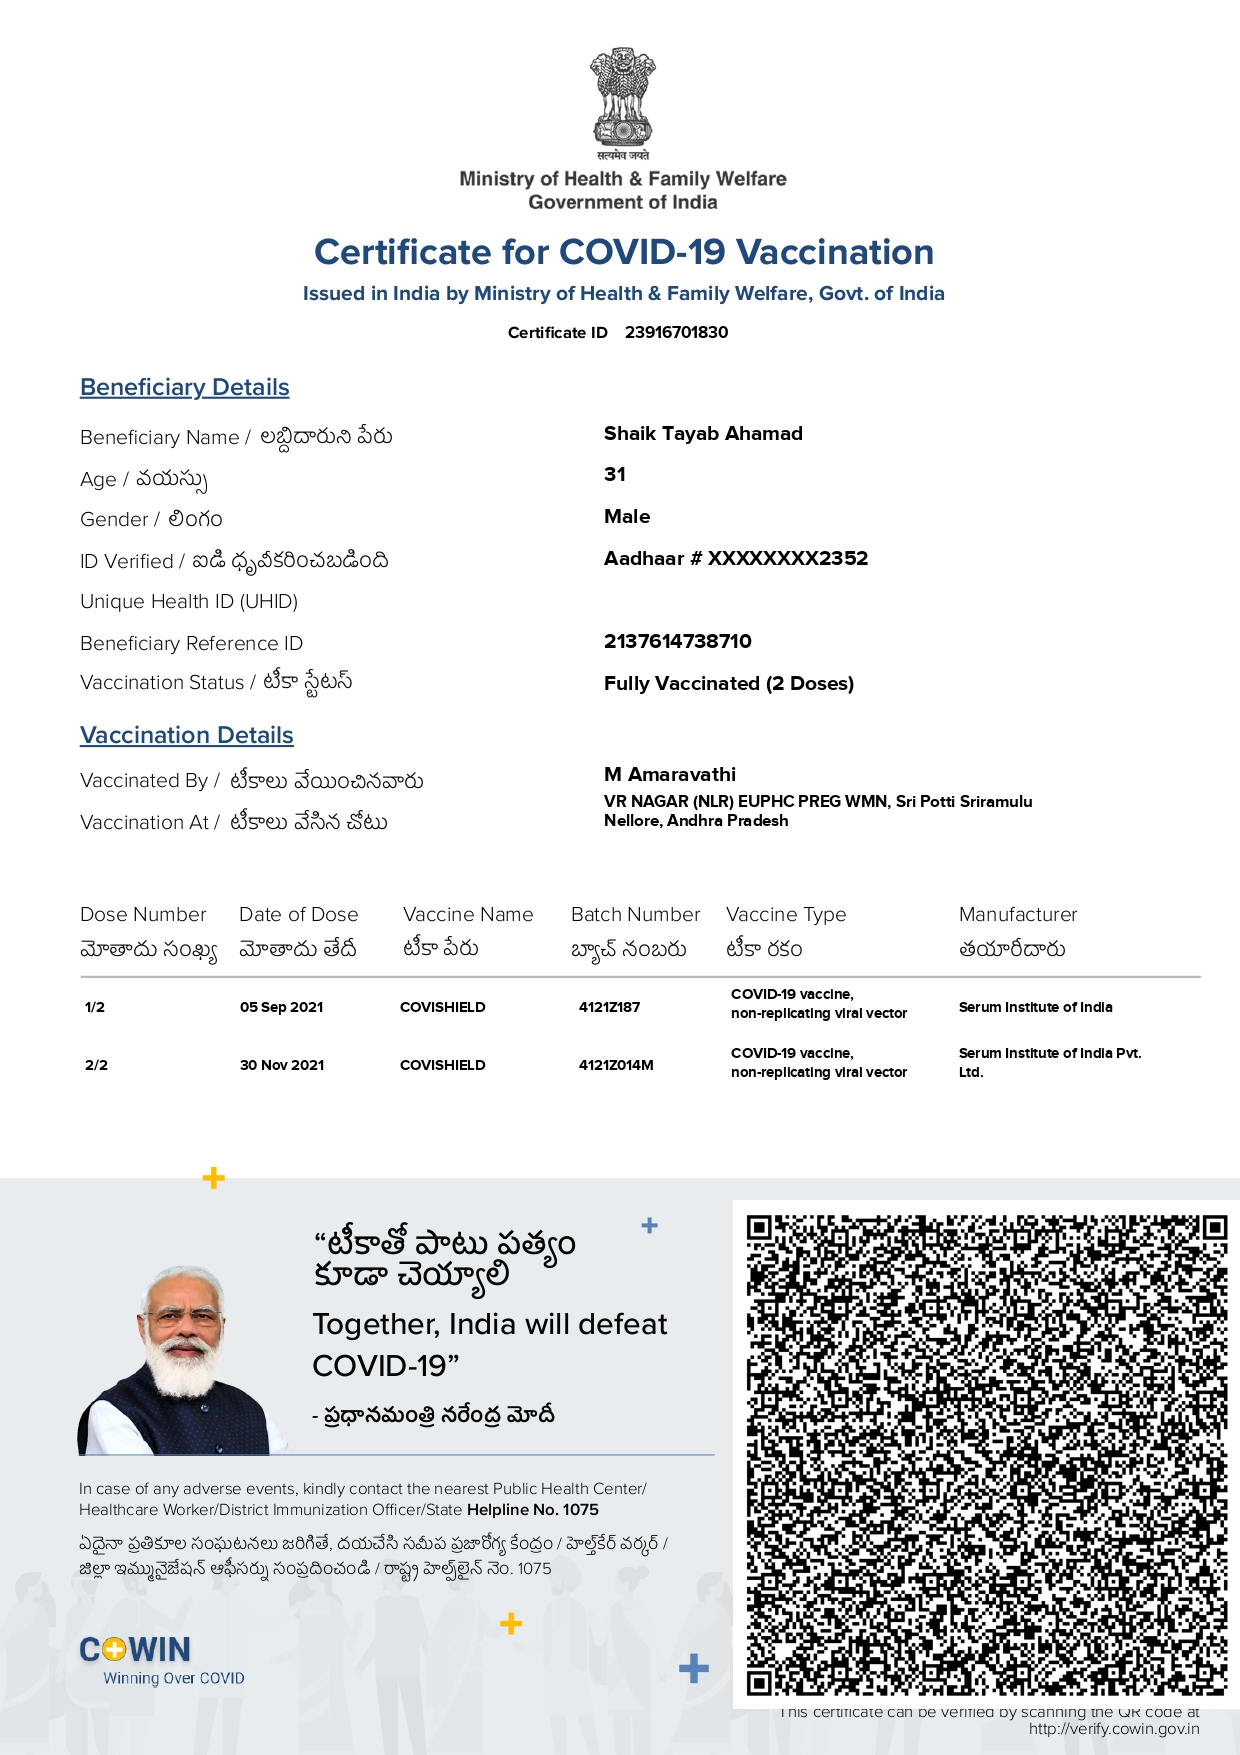 सत्यमेव जयते
Ministry of Health & Family Welfare
Government of India
Certificate for COVID-19 Vaccination
Issued in India by Ministry of Health & Family Welfare, Govt. of India
Certificate ID 23916701830
Beneficiary Details
Beneficiary Name / లబ్దిదారుని పేరు Shaik Tayab Ahamad
Age / వయస్సు 31
Gender / లింగం Male
ID Verified / ఐడి ధృవీకరించబడింది Aadhaar # XXXXXXXX2352
Unique Health ID (UHID)
Beneficiary Reference ID 2137614738710
Vaccination Status / టీకా స్టేటస్ Fully Vaccinated (2 Doses)
Vaccination Details
Vaccinated By / టీకాలు వేయించినవారు M Amaravathi
Vaccination At / టీకాలు వేసిన చోటు VR NAGAR (NLR) EUPHC PREG WMN, Sri Potti Sriramulu
Nellore, Andhra Pradesh
Dose Number Date of Dose Vaccine Name Batch Number Vaccine Type Manufacturer
మోతాదు సంఖ్య మోతాదు తేదీ టీకా పేరు బ్యాచ్ నంబరు టీకా రకం తయారీదారు
1/2 05 Sep 2021 COVISHIELD 4121Z187 COVID-19 vaccine, non-replicating viral vector Serum Institute of India
2/2 30 Nov 2021 COVISHIELD 4121Z014M COVID-19 vaccine, non-replicating viral vector Serum Institute of India Pvt. Ltd.
“టీకాతో పాటు పత్యం
కూడా చెయ్యాలి
Together, India will defeat
COVID-19”
- ప్రధానమంత్రి నరేంద్ర మోదీ
In case of any adverse events, kindly contact the nearest Public Health Center/
Healthcare Worker/District Immunization Officer/State Helpline No. 1075
ఏదైనా ప్రతికూల సంఘటనలు జరిగితే, దయచేసి సమీప ప్రజారోగ్య కేంద్రం / హెల్త్‌కేర్ వర్కర్ /
జిల్లా ఇమ్యునైజేషన్ ఆఫీసర్ను సంప్రదించండి / రాష్ట్ర హెల్ప్‌లైన్ నెం. 1075
COWIN
Winning Over COVID
This certificate can be verified by scanning the QR code at
http://verify.cowin.gov.in